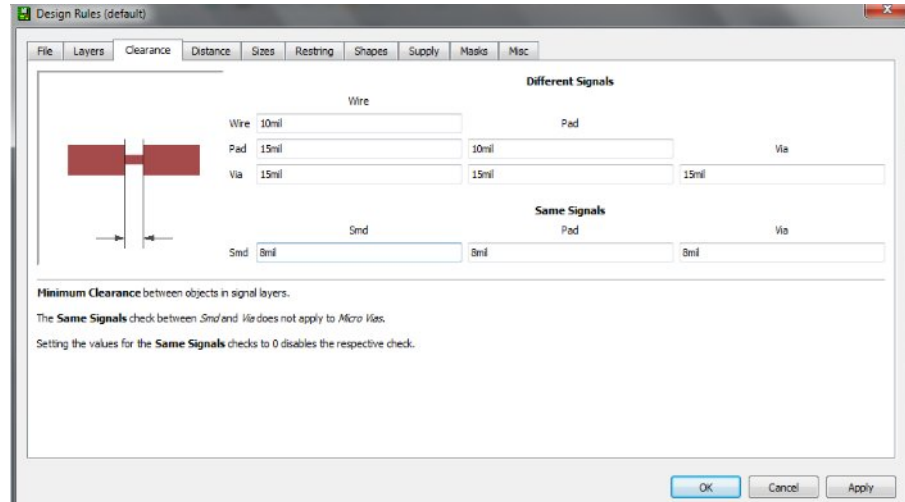 Design Rules (default)
File Layers Clearance Distance Sizes Restring Shapes Supply Masks Misc
Different Signals
Wire
Wire 10mil Pad
Pad 15mil 10mil Via
Via 15mil 15mil 15mil
Same Signals
Smd Pad Via
Smd 8mil 8mil 8mil
Minimum Clearance between objects in signal layers.
The Same Signals check between Smd and Via does not apply to Micro Vias.
Setting the values for the Same Signals checks to 0 disables the respective check.
OK Cancel Apply